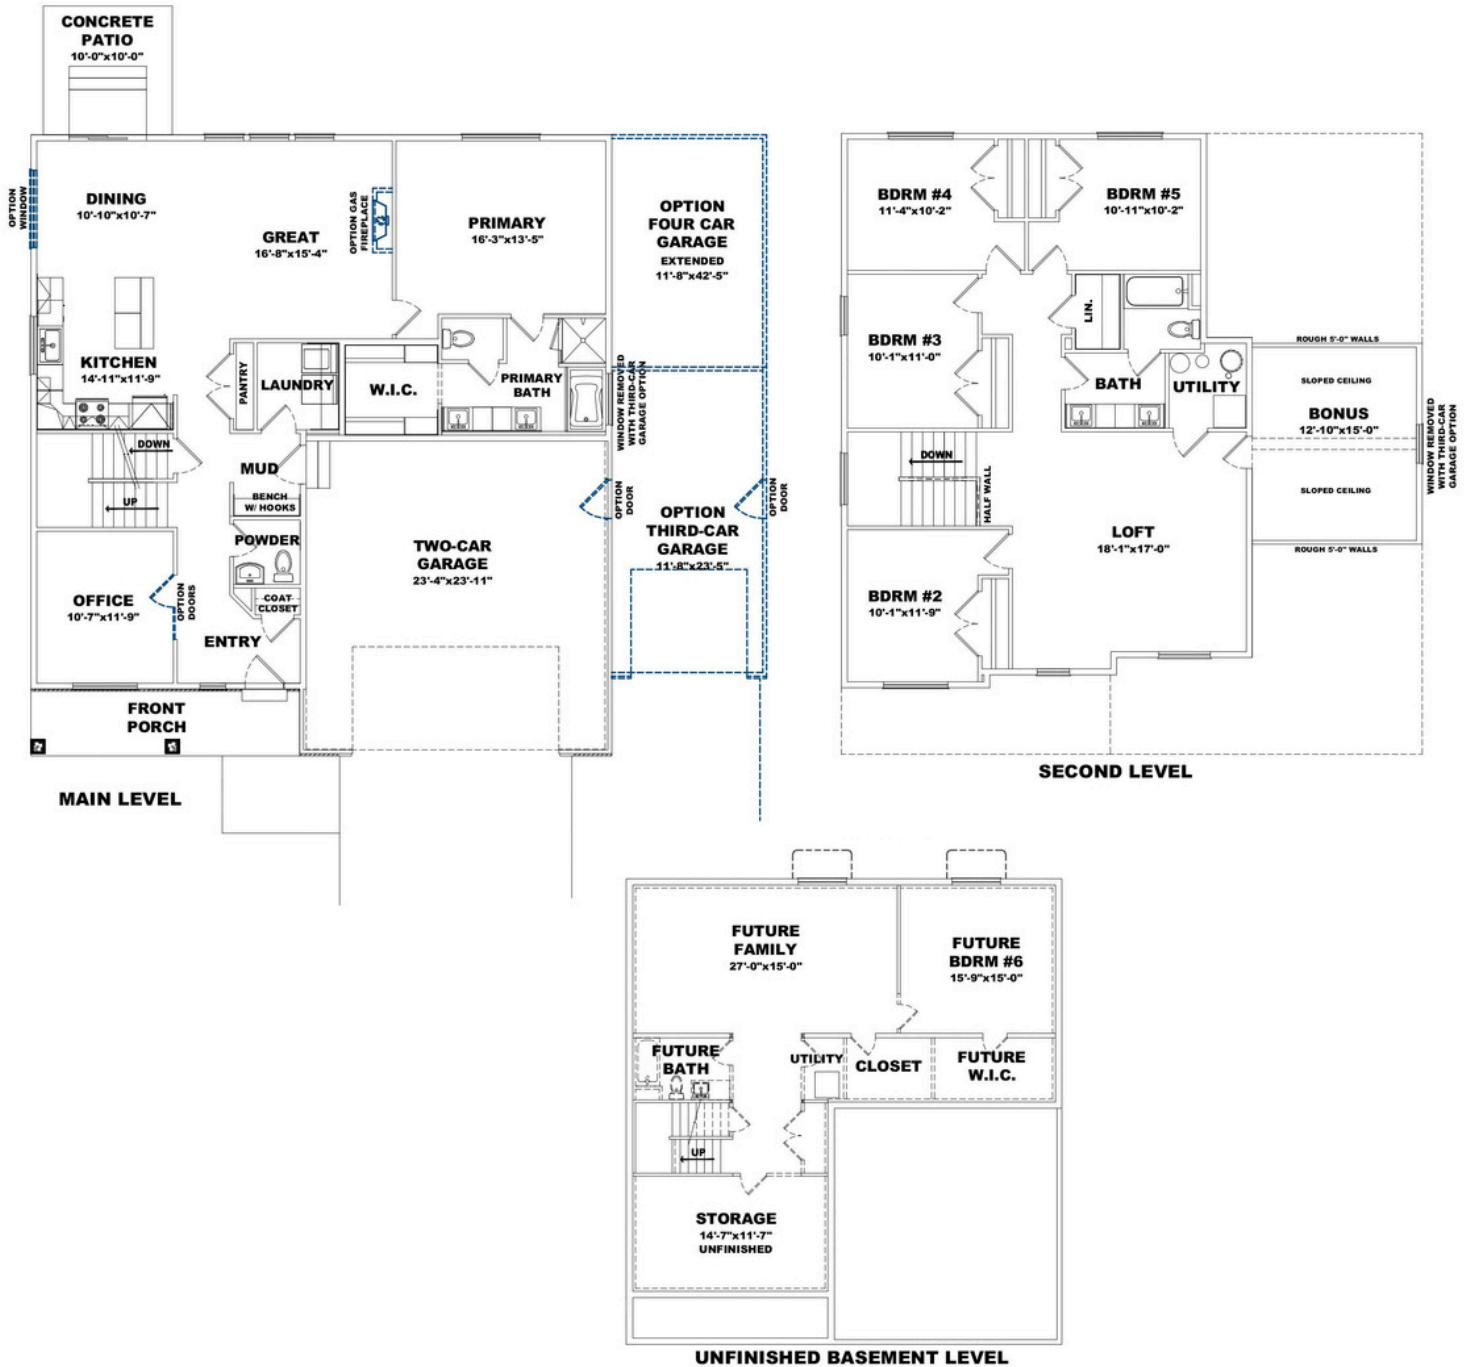 CONCRETE
PATIO
10'-0"x10'-0"
OPTION
WINDOW
DINING
10'-10"x10'-7"
GREAT
16'-8"x15'-4"
OPTION GAS
FIREPLACE
PRIMARY
16'-3"x13'-5"
OPTION
FOUR CAR
GARAGE
EXTENDED
11'-8"x42'-5"
KITCHEN
14'-11"x11'-9"
PANTRY
LAUNDRY
W.I.C.
PRIMARY
BATH
WINDOW REMOVED
WITH THIRD-CAR
GARAGE OPTION
DOWN
UP
MUD
BENCH
W/ HOOKS
POWDER
COAT
CLOSET
OFFICE
10'-7"x11'-9"
OPTION
DOORS
ENTRY
TWO-CAR
GARAGE
23'-4"x23'-11"
OPTION
DOOR
OPTION
THIRD-CAR
GARAGE
11'-8"x23'-5"
OPTION
DOOR
FRONT
PORCH
MAIN LEVEL
BDRM #4
11'-4"x10'-2"
BDRM #5
10'-11"x10'-2"
BDRM #3
10'-1"x11'-0"
LIN.
BATH
UTILITY
ROUGH 5'-0" WALLS
SLOPED CEILING
BONUS
12'-10"x15'-0"
SLOPED CEILING
ROUGH 5'-0" WALLS
WINDOW REMOVED
WITH THIRD-CAR
GARAGE OPTION
DOWN
HALF WALL
LOFT
18'-1"x17'-0"
BDRM #2
10'-1"x11'-9"
SECOND LEVEL
FUTURE
FAMILY
27'-0"x15'-0"
FUTURE
BDRM #6
15'-9"x15'-0"
FUTURE
BATH
UTILITY
CLOSET
FUTURE
W.I.C.
UP
STORAGE
14'-7"x11'-7"
UNFINISHED
UNFINISHED BASEMENT LEVEL